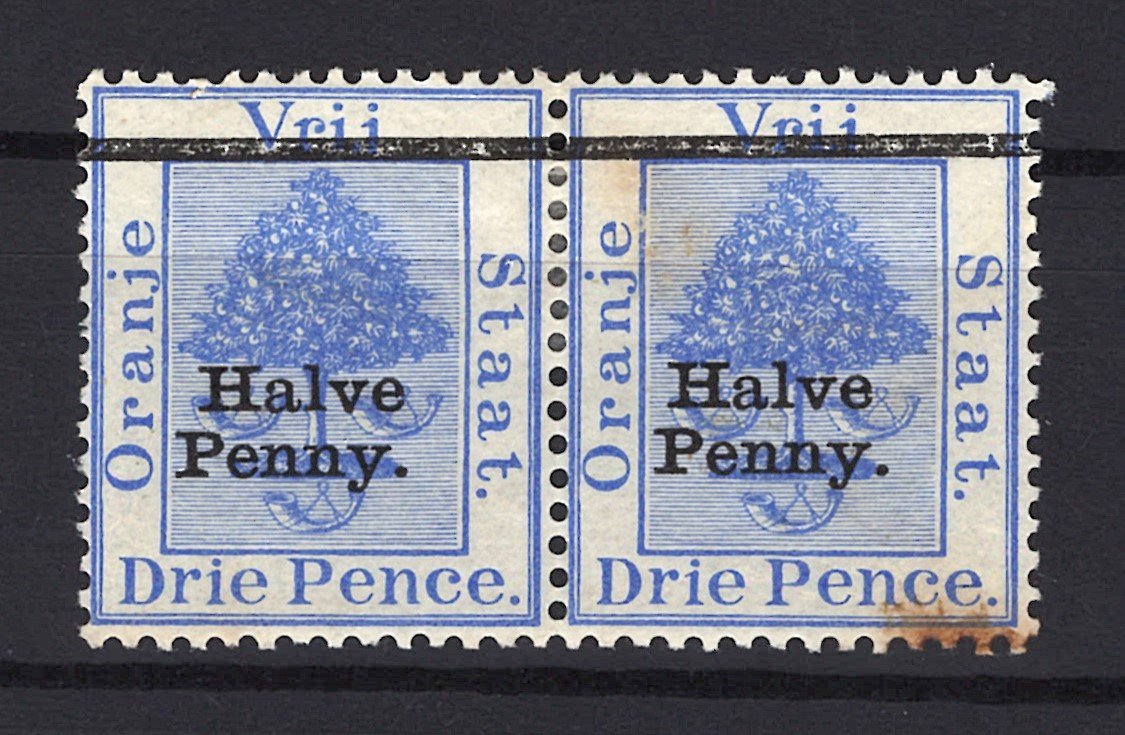 Vrij
Oranje
Staat.
Halve
Penny.
Drie Pence.
Vrij
Oranje
Staat.
Halve
Penny.
Drie Pence.